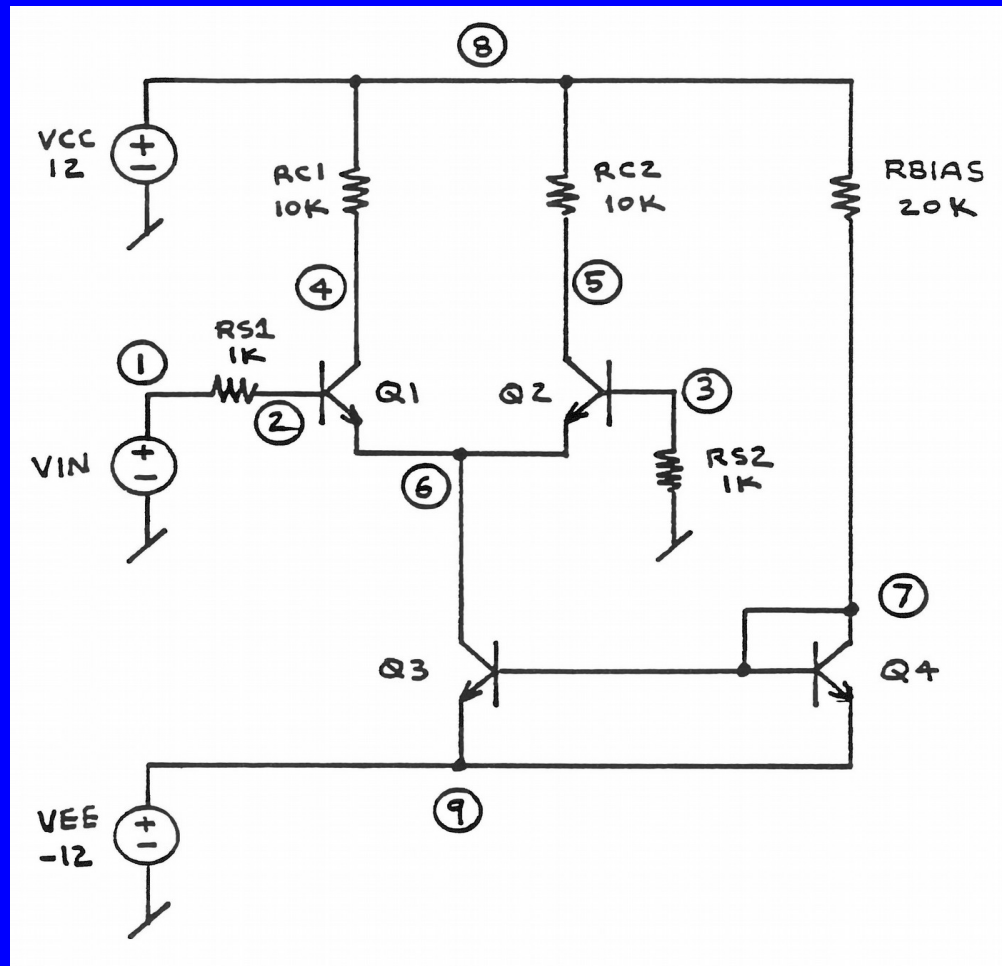 8
VCC
12
+
-
RC1
10K
RC2
10K
RBIAS
20K
4
5
RS1
1K
1
2
Q1
Q2
3
VIN
+
-
RS2
1K
6
7
Q3
Q4
9
VEE
-12
+
-